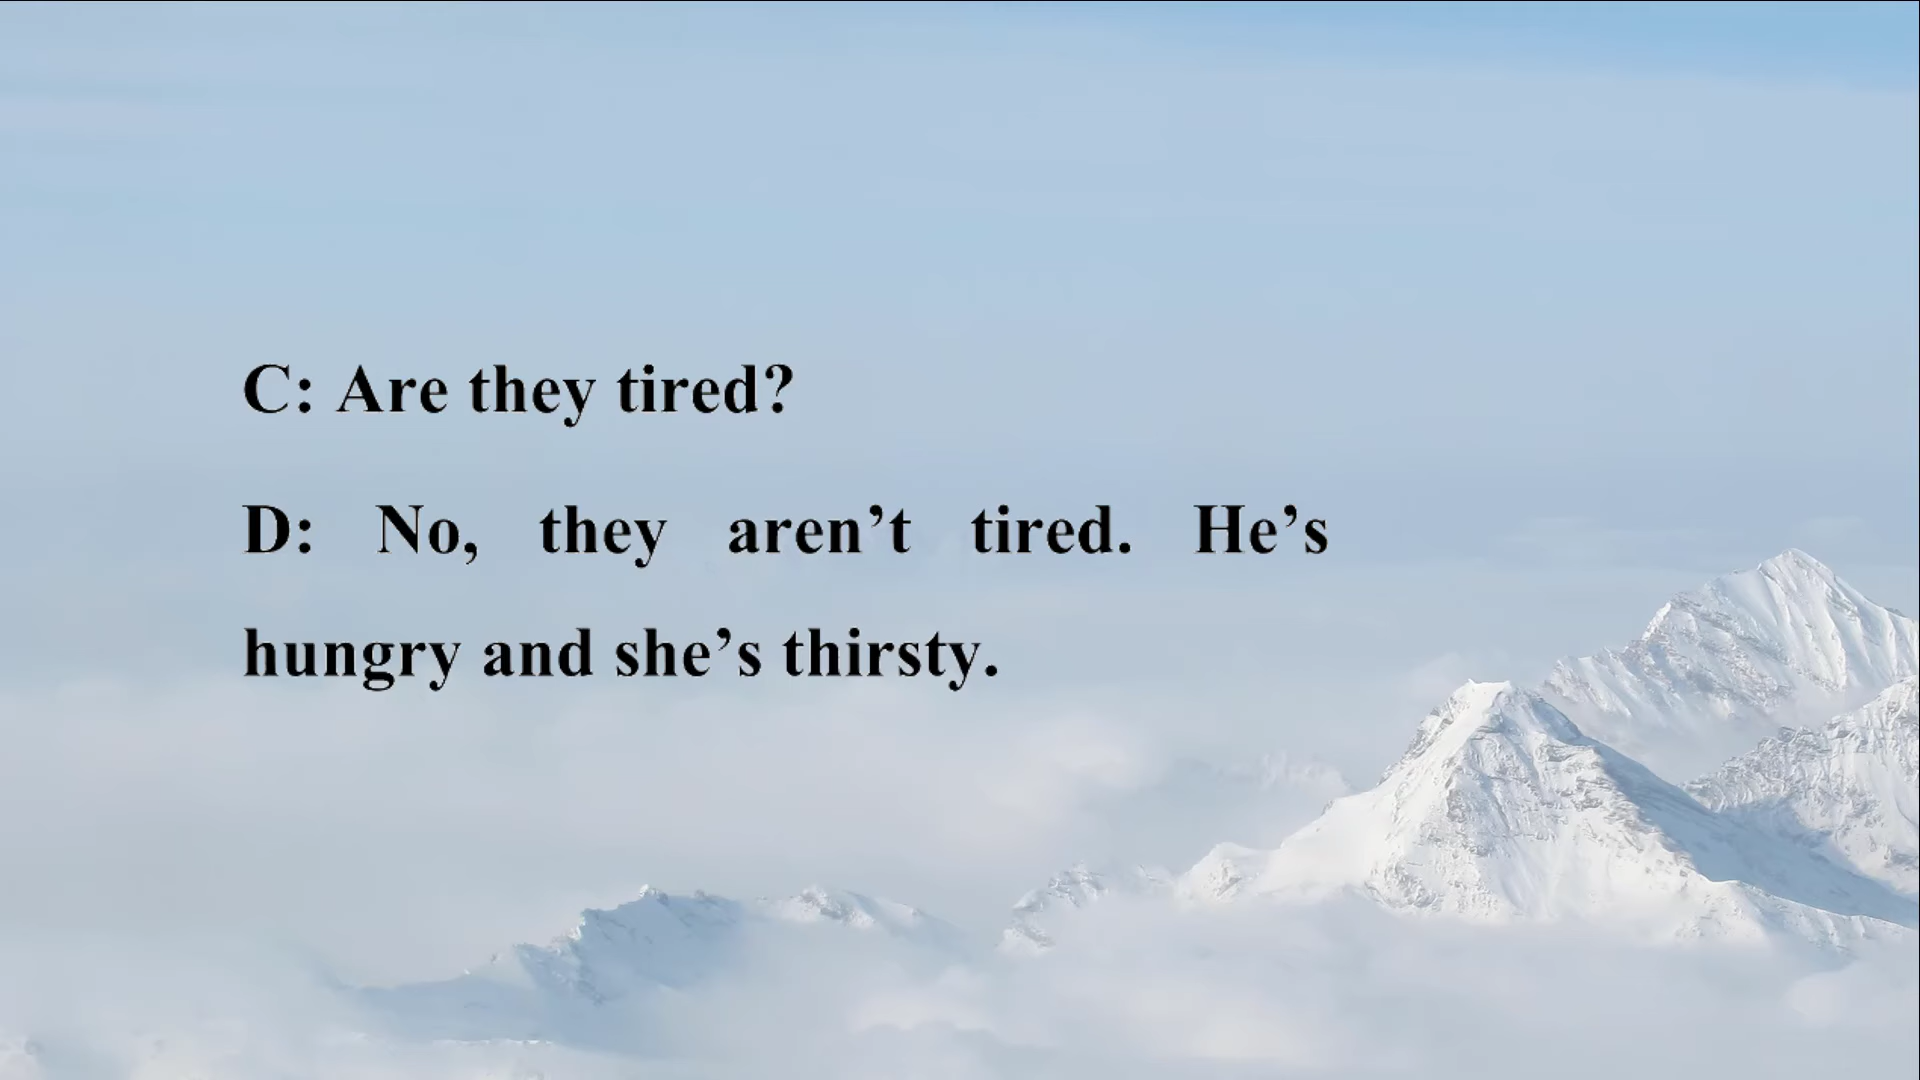 C: Are they tired?
D: No, they aren’t tired. He’s
hungry and she’s thirsty.